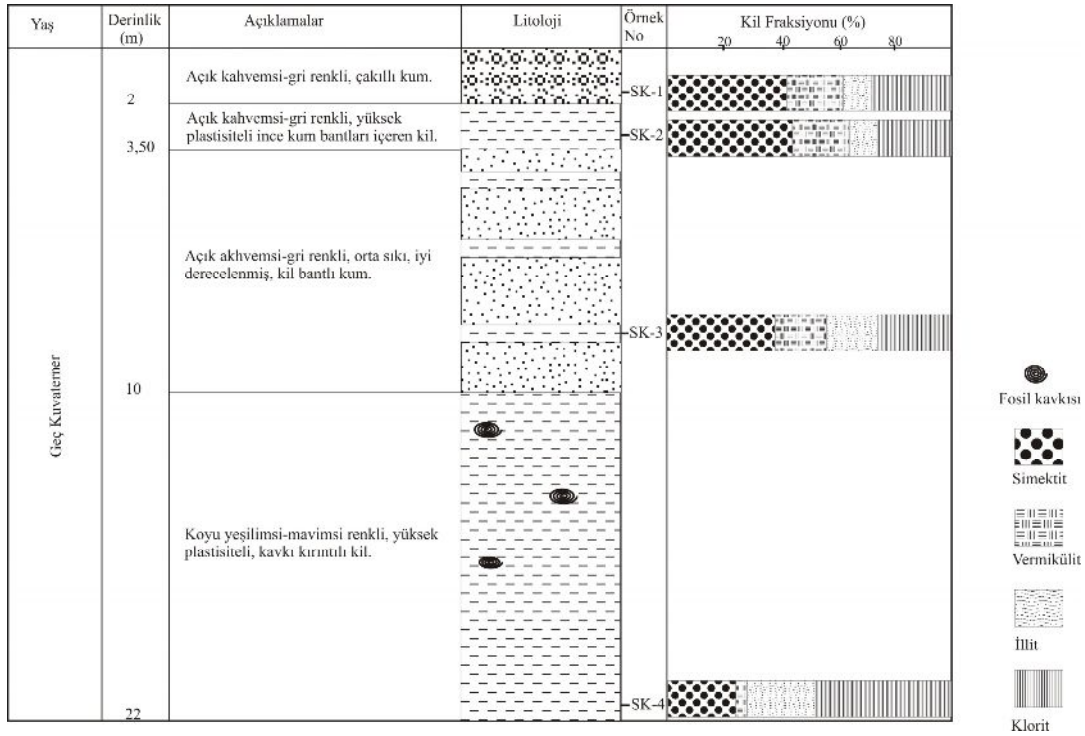 Yaş
Derinlik
(m)
Açıklamalar
Litoloji
Örnek
No
Kil Fraksiyonu (%)
20
40
60
80
Açık kahvemsi-gri renkli, çakıllı kum.
SK-1
2
Açık kahvemsi-gri renkli, yüksek
plastisiteli ince kum bantları içeren kil.
SK-2
3,50
Açık akhvemsi-gri renkli, orta sıkı, iyi
derecelenmiş, kil bantlı kum.
SK-3
10
Geç Kuvaterner
Koyu yeşilimsi-mavimsi renkli, yüksek
plastisiteli, kavkı kırıntılı kil.
SK-4
22
Fosil kavkısı
Simektit
Vermikülit
İllit
Klorit